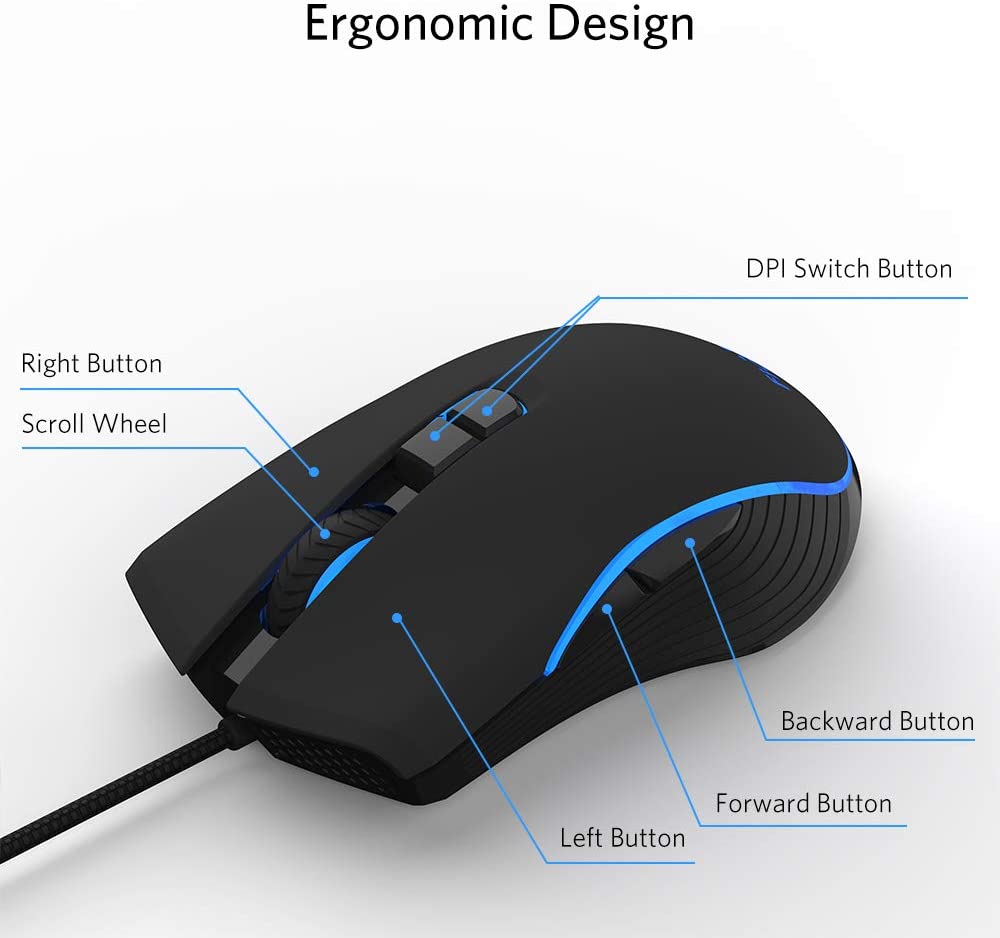 Ergonomic Design
DPI Switch Button
Right Button
Scroll Wheel
Backward Button
Forward Button
Left Button